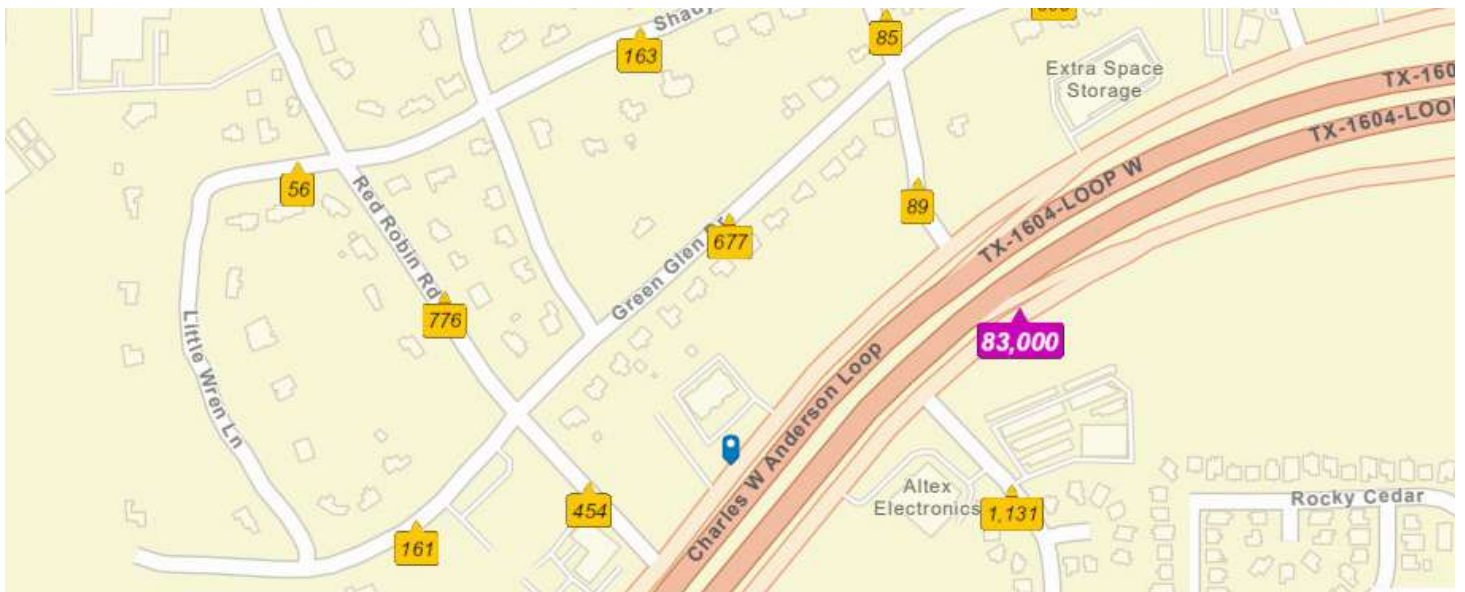 Shady
163
85
Extra Space
Storage
TX-160
TX-1604-LOOP
56
Red Robin Rd
89
TX-1604-LOOP W
677
Green Glen Dr
776
83,000
Little Wren Ln
Charles W Anderson Loop
Altex
Electronics
Rocky Cedar
454
1,131
161